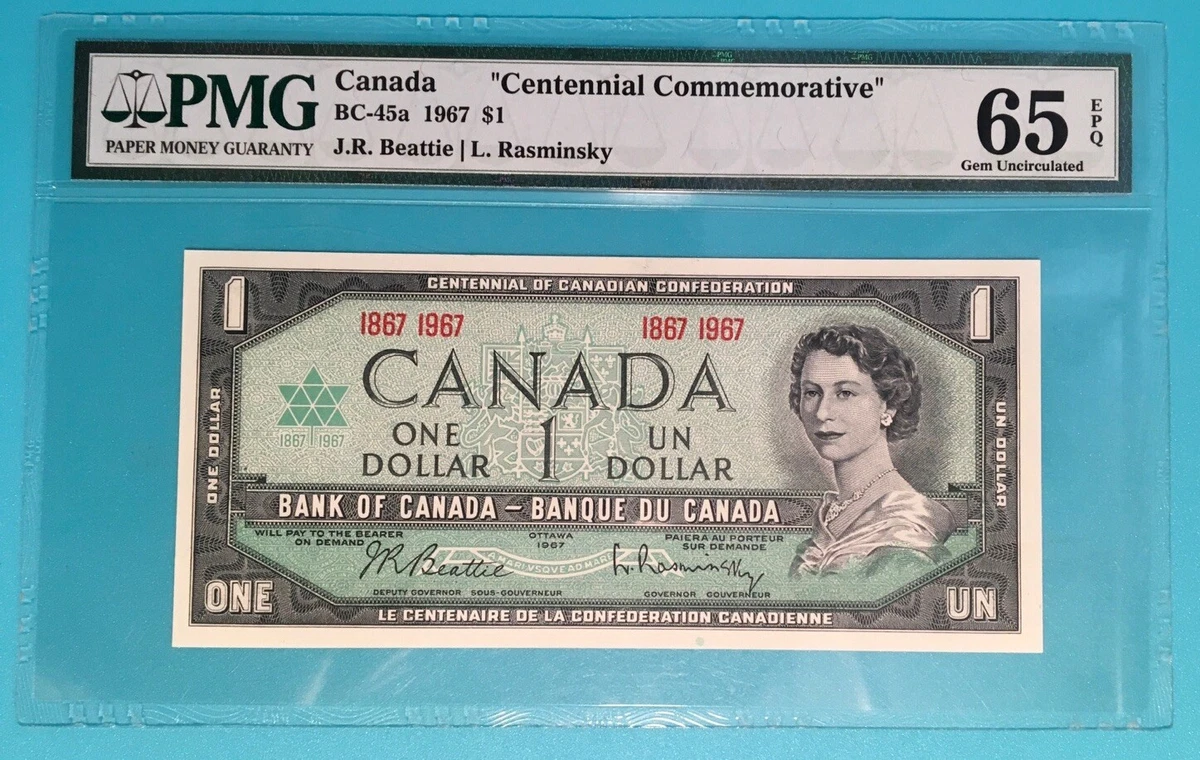 PMG
PAPER MONEY GUARANTY
Canada "Centennial Commemorative"
BC-45a 1967 $1
J.R. Beattie | L. Rasminsky
65
EPQ
Gem Uncirculated
CENTENNIAL OF CANADIAN CONFEDERATION
1 1
1867 1967 1867 1967
CANADA
1867 1967
ONE 1 UN
DOLLAR DOLLAR
ONE DOLLAR
UN DOLLAR
BANK OF CANADA – BANQUE DU CANADA
WILL PAY TO THE BEARER
ON DEMAND
OTTAWA
1967
PAIERA AU PORTEUR
SUR DEMANDE
JR Beattie
L. Rasminsky
DEPUTY GOVERNOR SOUS-GOUVERNEUR
GOVERNOR GOUVERNEUR
ONE UN
LE CENTENAIRE DE LA CONFEDERATION CANADIENNE